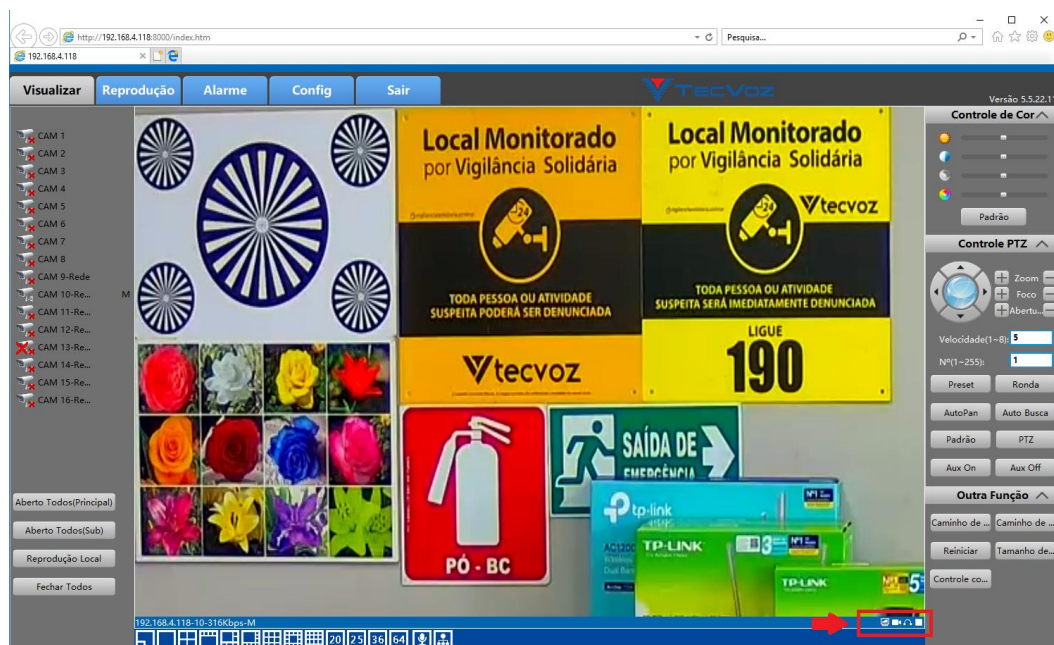 http://192.168.4.118:8000/index.htm
Pesquisa...
192.168.4.118
Visualizar
Reprodução
Alarme
Config
Sair
TECVOZ
Versão 5.5.22.1
CAM 1
CAM 2
CAM 3
CAM 4
CAM 5
CAM 6
CAM 7
CAM 8
CAM 9-Rede
CAM 10-Re... M
CAM 11-Re...
CAM 12-Re...
CAM 13-Re...
CAM 14-Re...
CAM 15-Re...
CAM 16-Re...
Aberto Todos(Principal)
Aberto Todos(Sub)
Reprodução Local
Fechar Todos
Local Monitorado
por Vigilância Solidária
24
TODA PESSOA OU ATIVIDADE
SUSPEITA PODERÁ SER DENUNCIADA
tecvoz
Local Monitorado
por Vigilância Solidária
tecvoz
24
TODA PESSOA OU ATIVIDADE
SUSPEITA SERÁ IMEDIATAMENTE DENUNCIADA
LIGUE
190
PÓ - BC
SAÍDA DE
EMERGÊNCIA
tp-link
AC1200
TP-LINK
3
Nº1
TP-LINK
Nº1
5
192.168.4.118-10-316Kbps-M
20
25
36
64
Controle de Cor
Padrão
Controle PTZ
Zoom
Foco
Abertu...
Velocidade(1~8): 5
Nº(1~255): 1
Preset
Ronda
AutoPan
Auto Busca
Padrão
PTZ
Aux On
Aux Off
Outra Função
Caminho de ...
Caminho de ...
Reiniciar
Tamanho de...
Controle co...